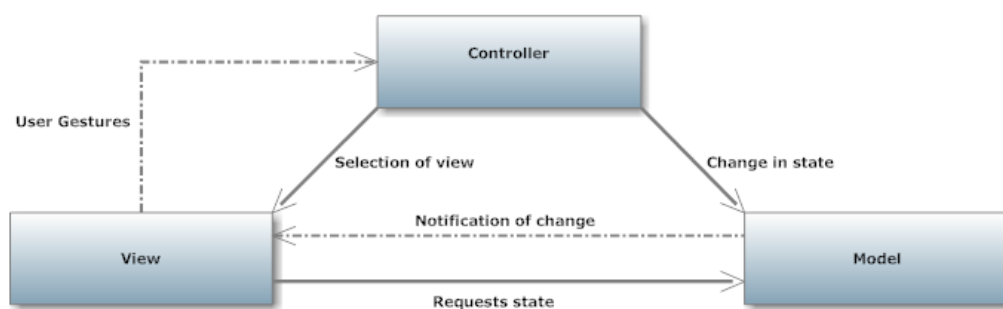 Controller
User Gestures
Selection of view
Change in state
Notification of change
View
Model
Requests state